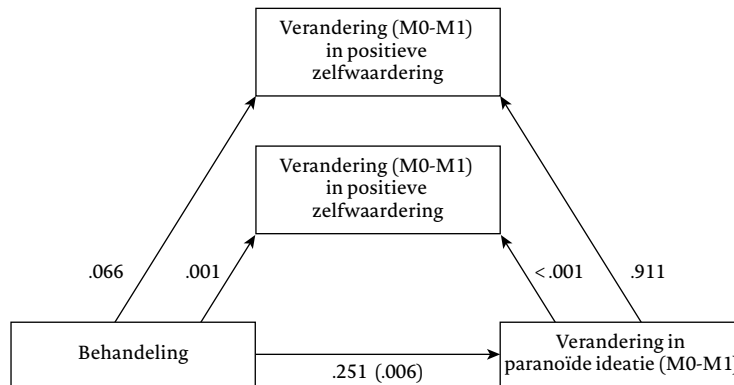 Verandering (M0-M1)
in positieve
zelfwaardering
Verandering (M0-M1)
in positieve
zelfwaardering
.066
.001
<.001
.911
Behandeling
.251 (.006)
Verandering in
paranoïde ideatie (M0-M1)